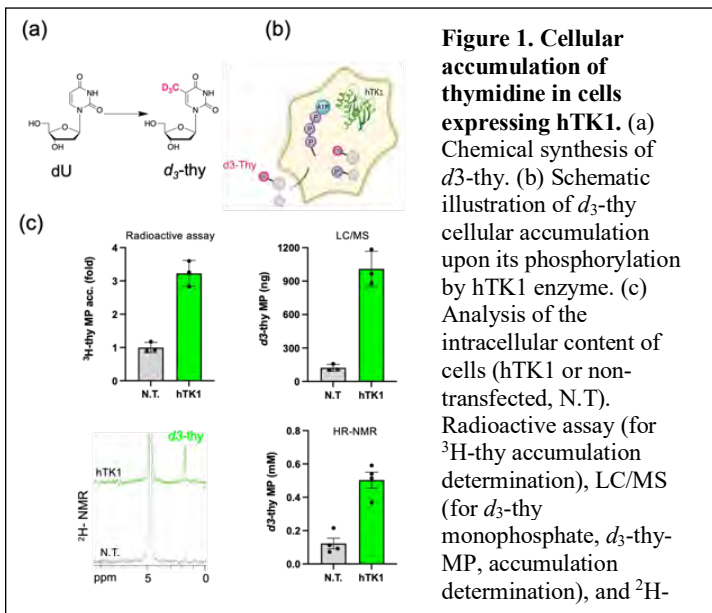 (a)
(b)
D₃C
O
NH
N
O
HO
O
OH
dU
D₃C
O
NH
N
O
HO
O
OH
d₃-thy
ATP
P
P
P
hTK1
d3-Thy
P
P
(c)
Radioactive assay
³H-thy MP acc. (fold)
4
3
2
1
0
N.T. hTK1
LC/MS
d3-thy MP (ng)
1200
900
600
300
0
N.T hTK1
²H- NMR
d3-thy
hTK1
N.T.
ppm 5 0
HR-NMR
d3-thy MP (mM)
0.8
0.6
0.4
0.2
0.0
N.T. hTK1
Figure 1. Cellular
accumulation of
thymidine in cells
expressing hTK1. (a)
Chemical synthesis of
d3-thy. (b) Schematic
illustration of d₃-thy
cellular accumulation
upon its phosphorylation
by hTK1 enzyme. (c)
Analysis of the
intracellular content of
cells (hTK1 or non-
transfected, N.T).
Radioactive assay (for
³H-thy accumulation
determination), LC/MS
(for d₃-thy
monophosphate, d₃-thy-
MP, accumulation
determination), and ²H-